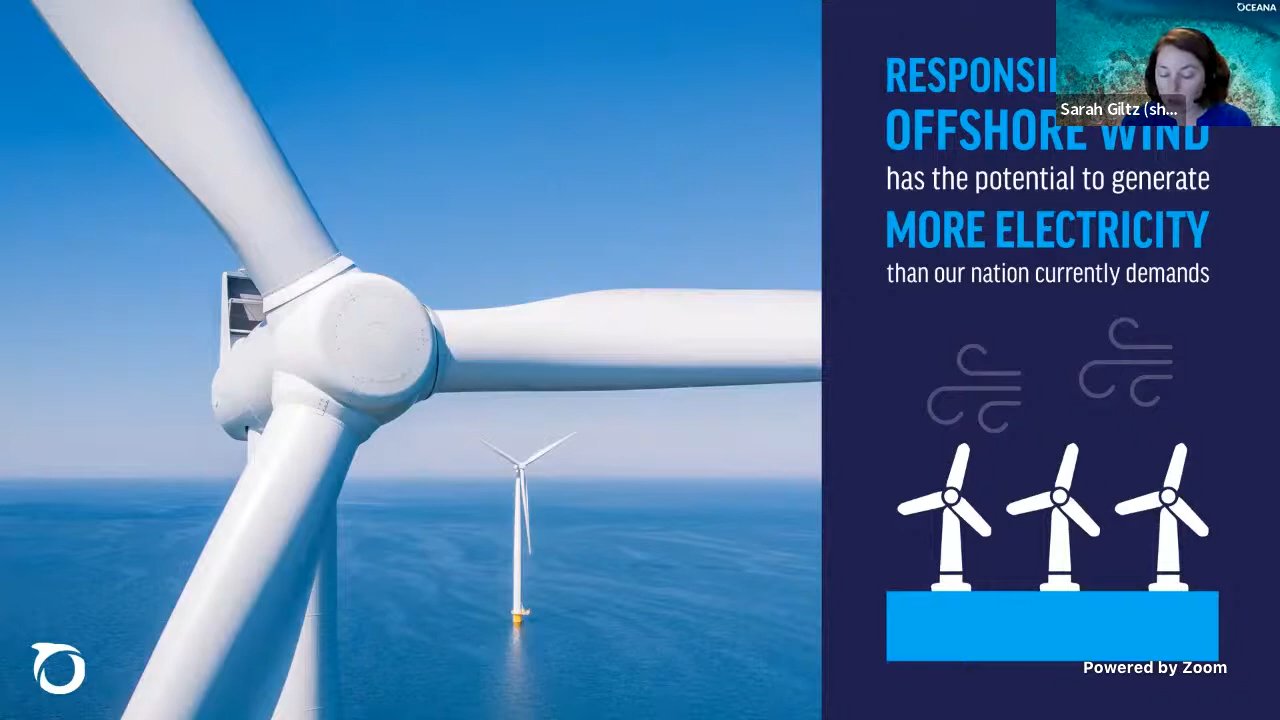 OCEANA
OFFSHORE WIND
Sarah Giltz (sh...
has the potential to generate
MORE ELECTRICITY
than our nation currently demands
Powered by Zoom